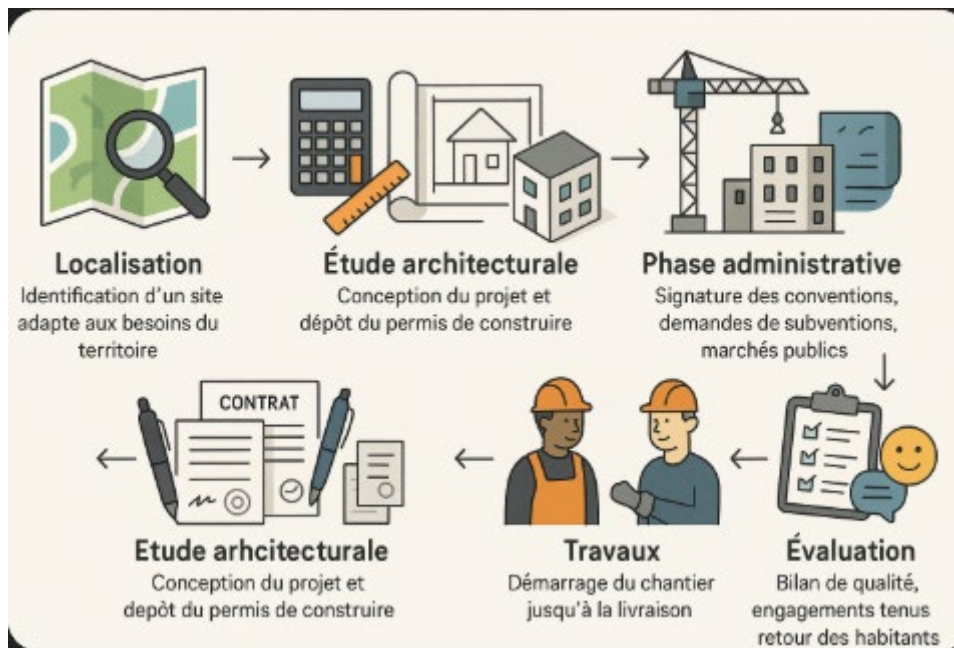 Localisation
Identification d'un site
adapte aux besoins du
territoire
Étude architecturale
Conception du projet et
dépôt du permis de construire
Phase administrative
Signature des conventions,
demandes de subventions,
marchés publics
CONTRAT
Etude arhcitecturale
Conception du projet et
depôt du permis de construire
Travaux
Démarrage du chantier
jusqu'à la livraison
Évaluation
Bilan de qualité,
engagements tenus
retour des habitants